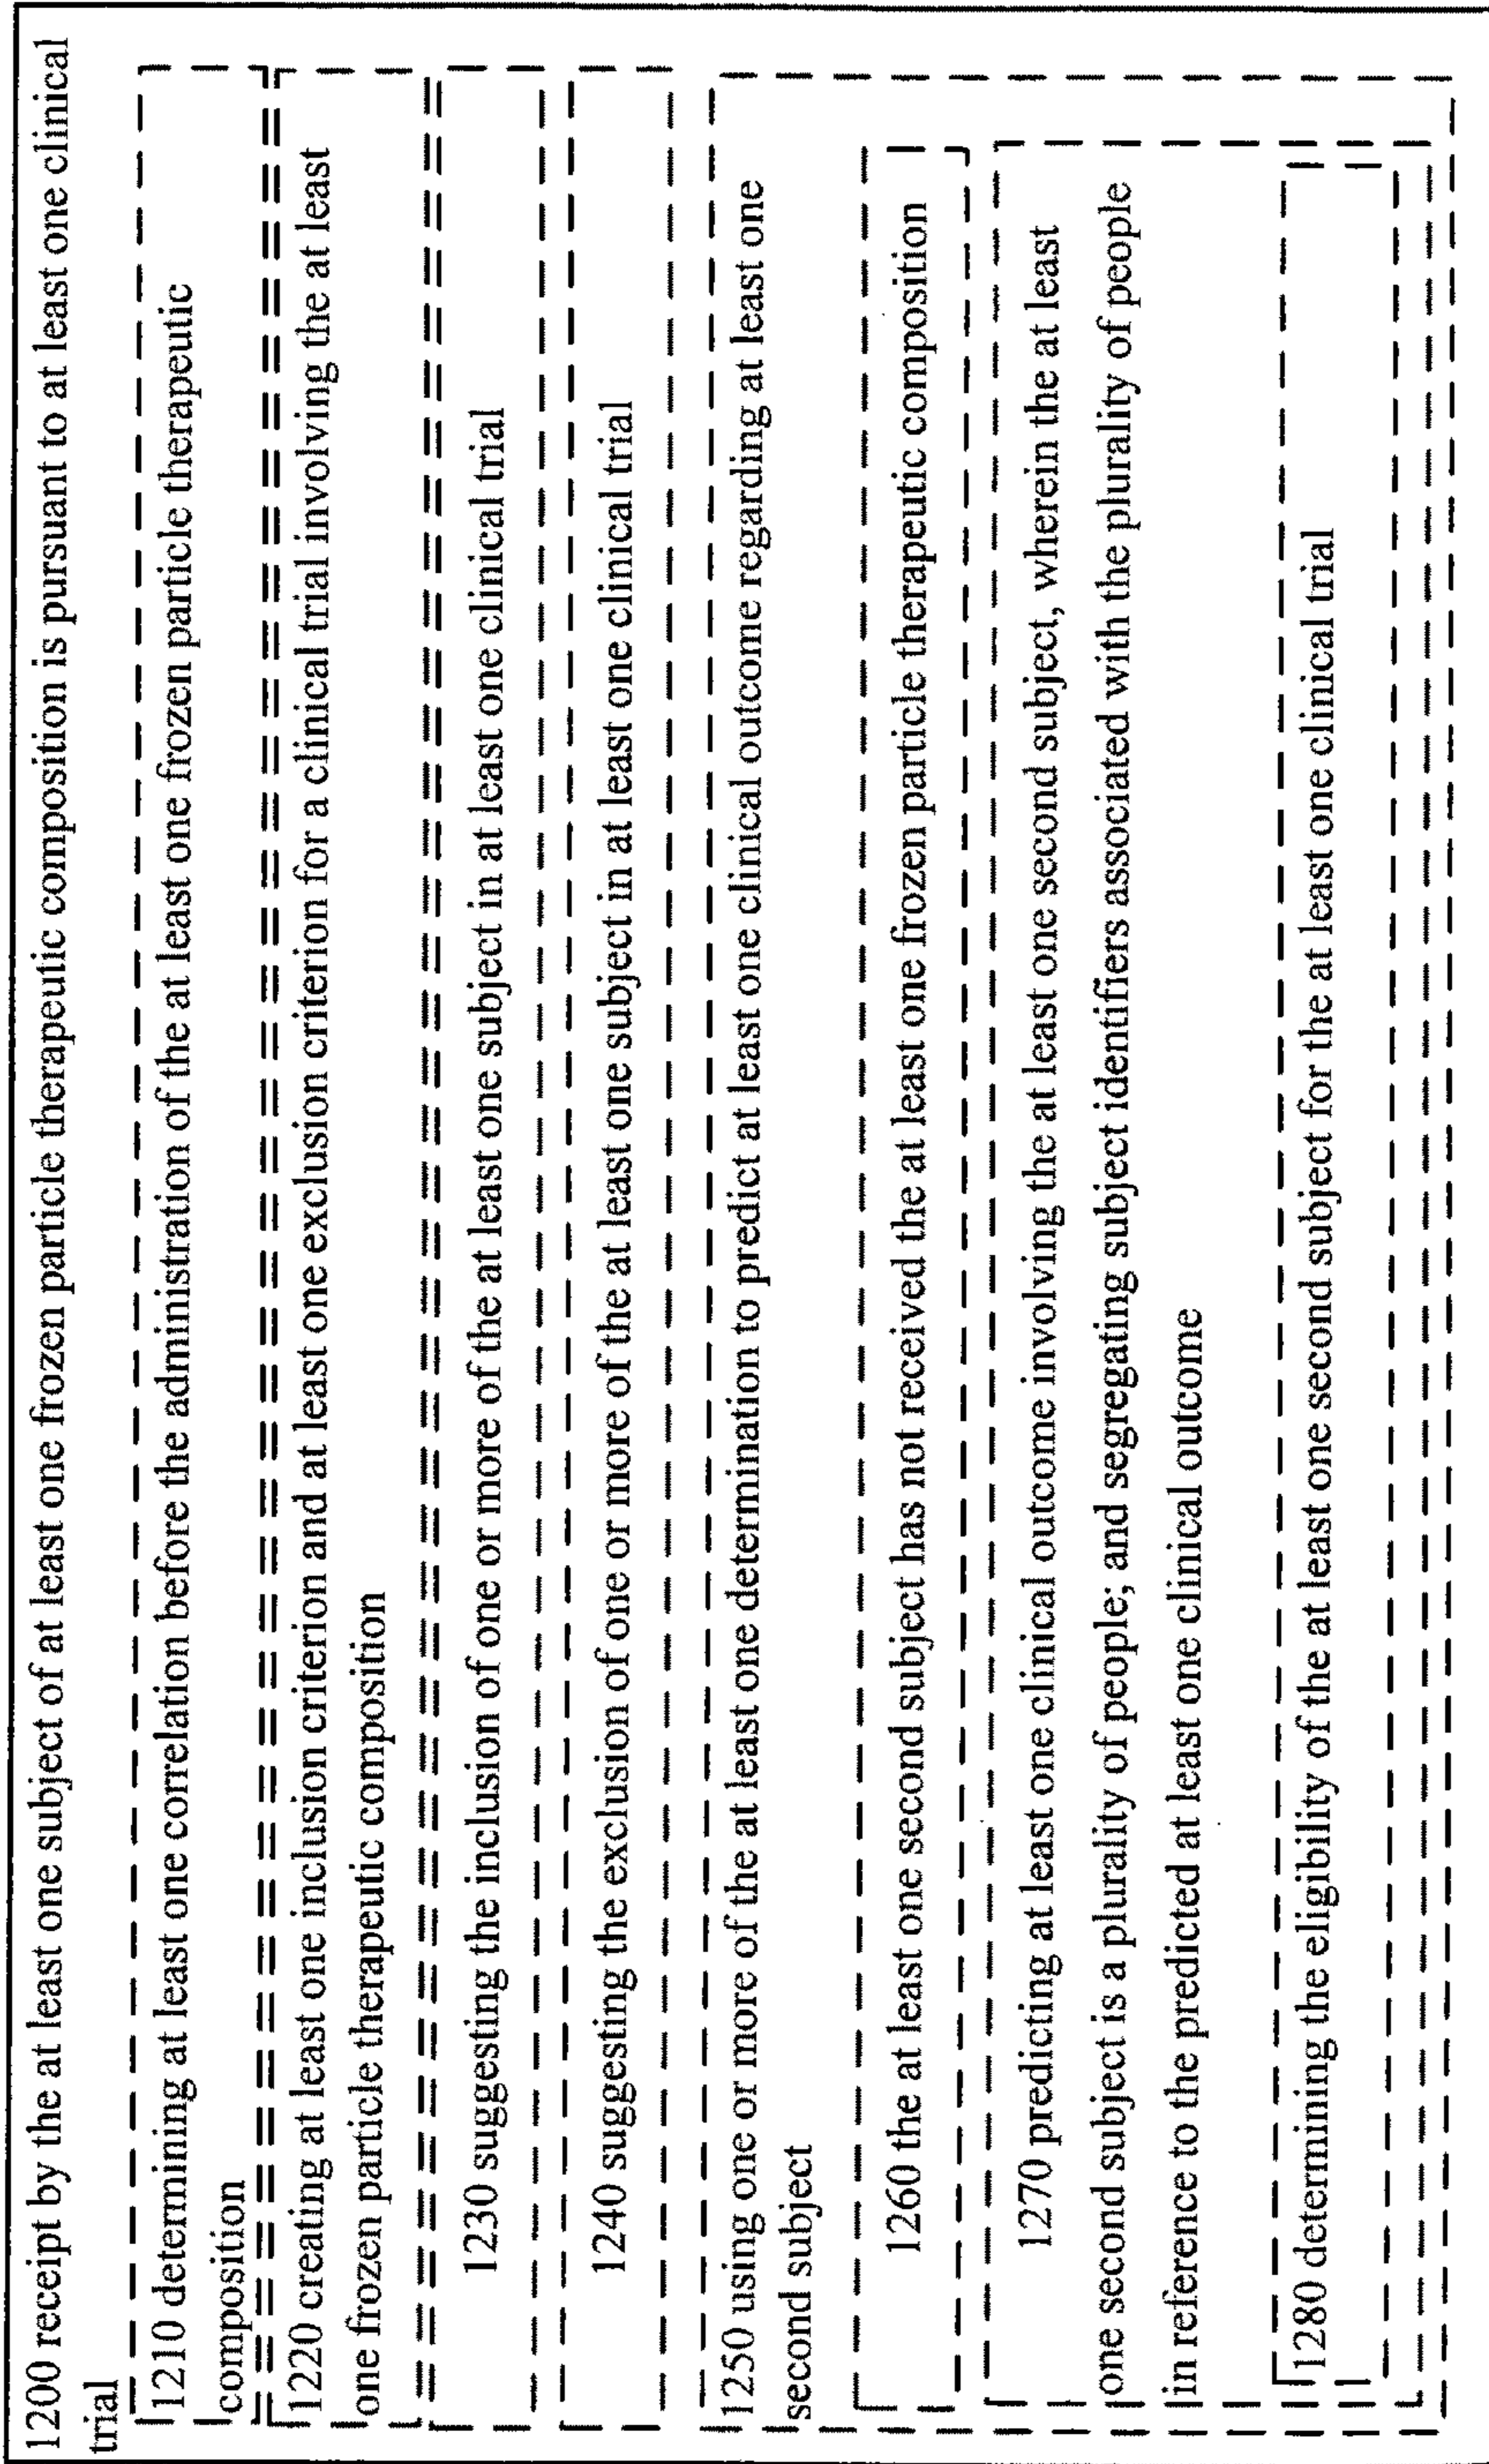 1200 receipt by the at least one subject of at least one frozen particle therapeutic composition is pursuant to at least one clinical
trial
1210 determining at least one correlation before the administration of the at least one frozen particle therapeutic
composition
1220 creating at least one inclusion criterion and at least one exclusion criterion for a clinical trial involving the at least
one frozen particle therapeutic composition
1230 suggesting the inclusion of one or more of the at least one subject in at least one clinical trial
1240 suggesting the exclusion of one or more of the at least one subject in at least one clinical trial
1250 using one or more of the at least one determination to predict at least one clinical outcome regarding at least one
second subject
1260 the at least one second subject has not received the at least one frozen particle therapeutic composition
1270 predicting at least one clinical outcome involving the at least one second subject, wherein the at least
one second subject is a plurality of people; and segregating subject identifiers associated with the plurality of people
in reference to the predicted at least one clinical outcome
1280 determining the eligibility of the at least one second subject for the at least one clinical trial